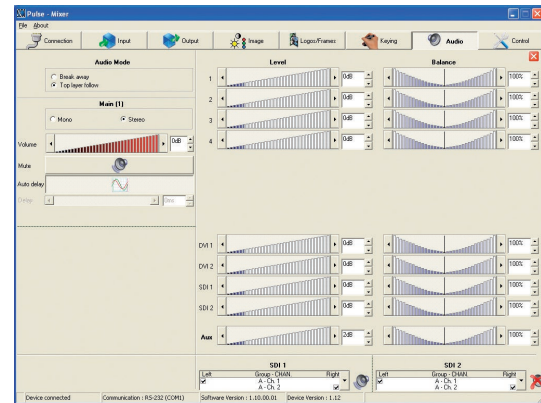 Pulse - Mixer
File About
Connection Input Output Image Logos/Frames Keying Audio Control
Audio Mode Level Balance
Break away
Top layer follow
1 0dB 100%
2 0dB 100%
3 0dB 100%
4 0dB 100%
Main (1)
Mono Stereo
Volume 0dB
Mute
Auto delay
Delay 0ms
DVI 1 0dB 100%
DVI 2 0dB 100%
SDI 1 0dB 100%
SDI 2 0dB 100%
Aux 2dB 100%
SDI 1 SDI 2
Left Group - CHAN. Right Left Group - CHAN. Right
A - Ch. 1 A - Ch. 1
A - Ch. 2 A - Ch. 2
Device connected Communication : RS-232 (COM1) Software Version : 1.10.00.01 Device Version : 1.12